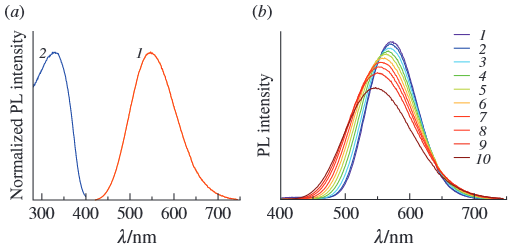 (a)
Normalized PL intensity
2
1
300 400 500 600 700
λ/nm
(b)
PL intensity
1
2
3
4
5
6
7
8
9
10
400 500 600 700
λ/nm